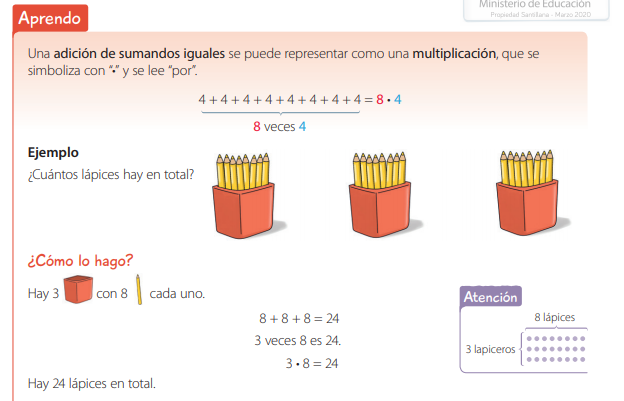 Ministerio de Educación
Propiedad Santillana - Marzo 2020
Aprendo
Una adición de sumandos iguales se puede representar como una multiplicación, que se
simboliza con “•” y se lee “por”.
4 + 4 + 4 + 4 + 4 + 4 + 4 + 4 = 8 • 4
8 veces 4
Ejemplo
¿Cuántos lápices hay en total?
¿Cómo lo hago?
Hay 3 con 8 cada uno.
8 + 8 + 8 = 24
3 veces 8 es 24.
3 • 8 = 24
Hay 24 lápices en total.
Atención
8 lápices
3 lapiceros